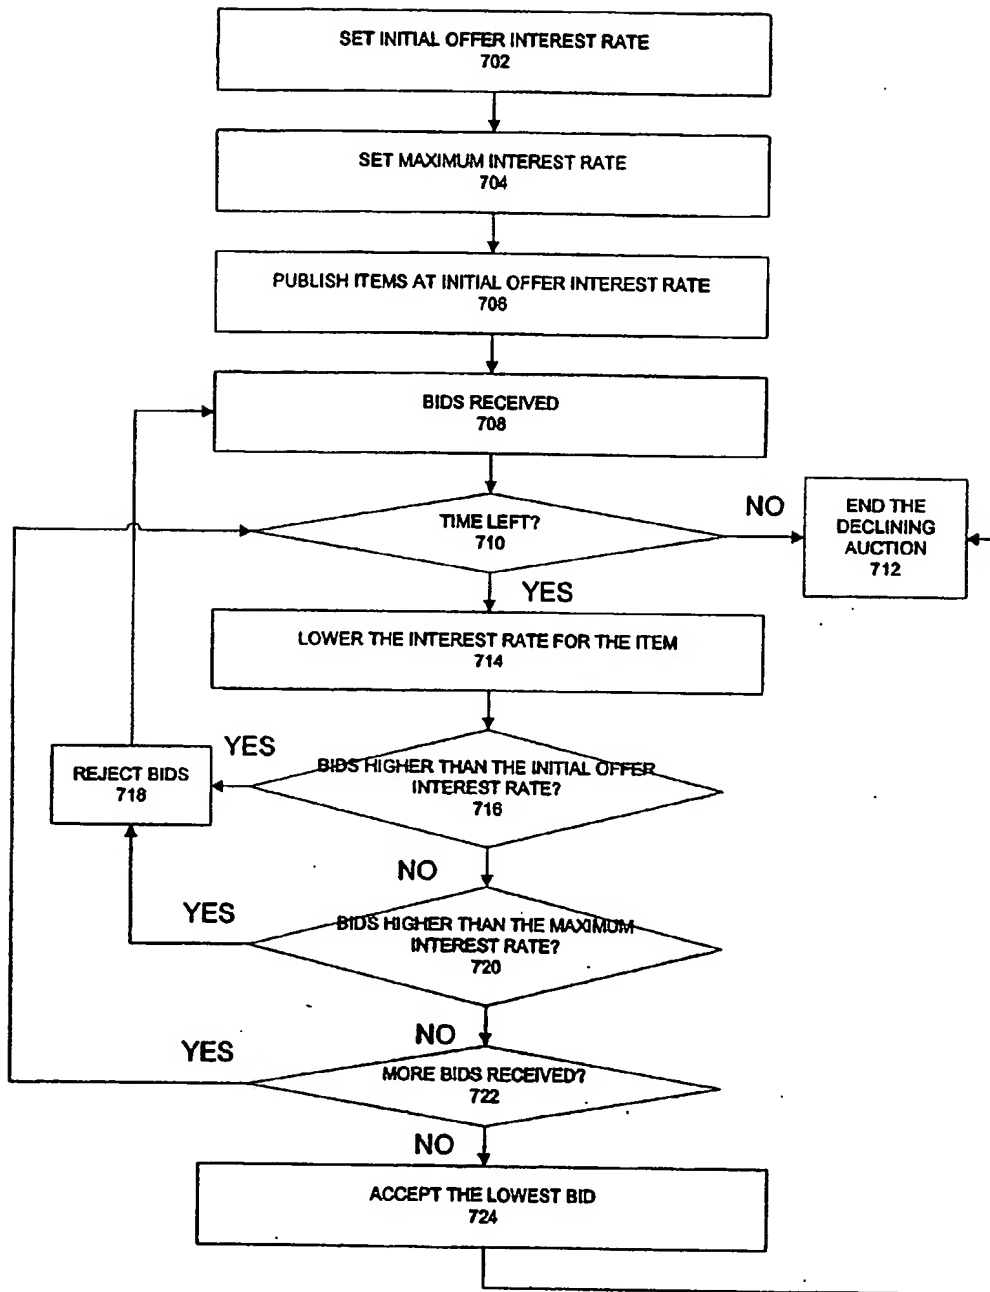 SET INITIAL OFFER INTEREST RATE
702
SET MAXIMUM INTEREST RATE
704
PUBLISH ITEMS AT INITIAL OFFER INTEREST RATE
706
BIDS RECEIVED
708
TIME LEFT?
710
NO
END THE
DECLINING
AUCTION
712
YES
LOWER THE INTEREST RATE FOR THE ITEM
714
YES
BIDS HIGHER THAN THE INITIAL OFFER
INTEREST RATE?
716
REJECT BIDS
718
NO
YES
BIDS HIGHER THAN THE MAXIMUM
INTEREST RATE?
720
NO
YES
MORE BIDS RECEIVED?
722
NO
ACCEPT THE LOWEST BID
724